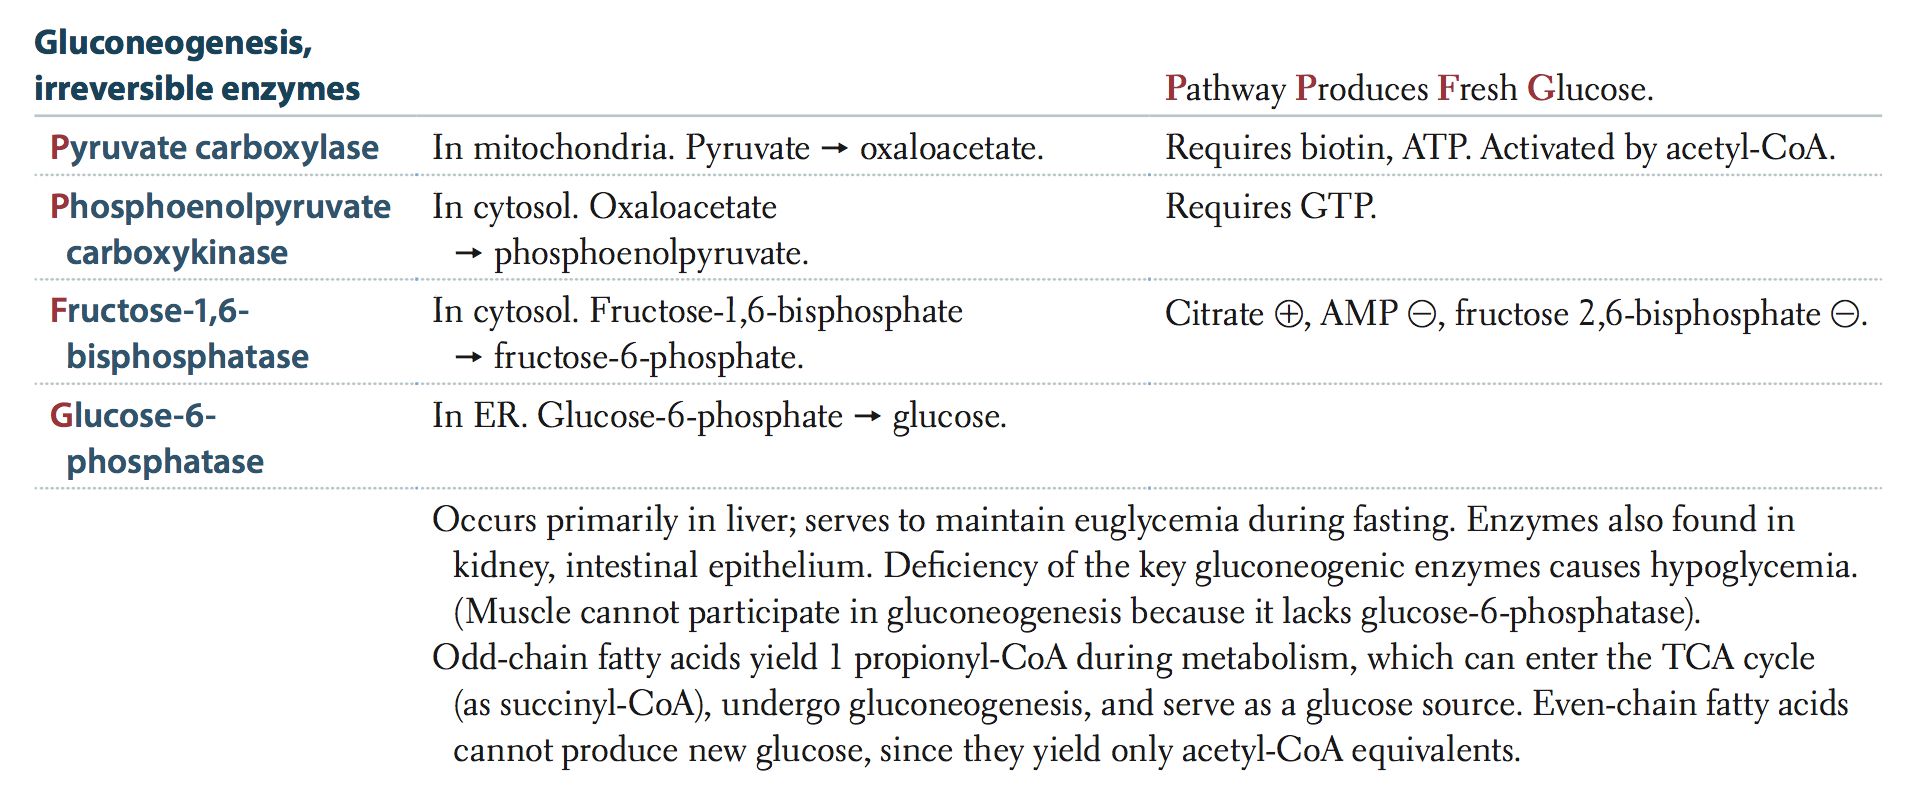 Gluconeogenesis,
irreversible enzymes
Pathway Produces Fresh Glucose.
Pyruvate carboxylase
In mitochondria. Pyruvate → oxaloacetate.
Requires biotin, ATP. Activated by acetyl-CoA.
Phosphoenolpyruvate
carboxykinase
In cytosol. Oxaloacetate
→ phosphoenolpyruvate.
Requires GTP.
Fructose-1,6-
bisphosphatase
In cytosol. Fructose-1,6-bisphosphate
→ fructose-6-phosphate.
Citrate ⊕, AMP ⊖, fructose 2,6-bisphosphate ⊖.
Glucose-6-
phosphatase
In ER. Glucose-6-phosphate → glucose.
Occurs primarily in liver; serves to maintain euglycemia during fasting. Enzymes also found in
kidney, intestinal epithelium. Deficiency of the key gluconeogenic enzymes causes hypoglycemia.
(Muscle cannot participate in gluconeogenesis because it lacks glucose-6-phosphatase).
Odd-chain fatty acids yield 1 propionyl-CoA during metabolism, which can enter the TCA cycle
(as succinyl-CoA), undergo gluconeogenesis, and serve as a glucose source. Even-chain fatty acids
cannot produce new glucose, since they yield only acetyl-CoA equivalents.